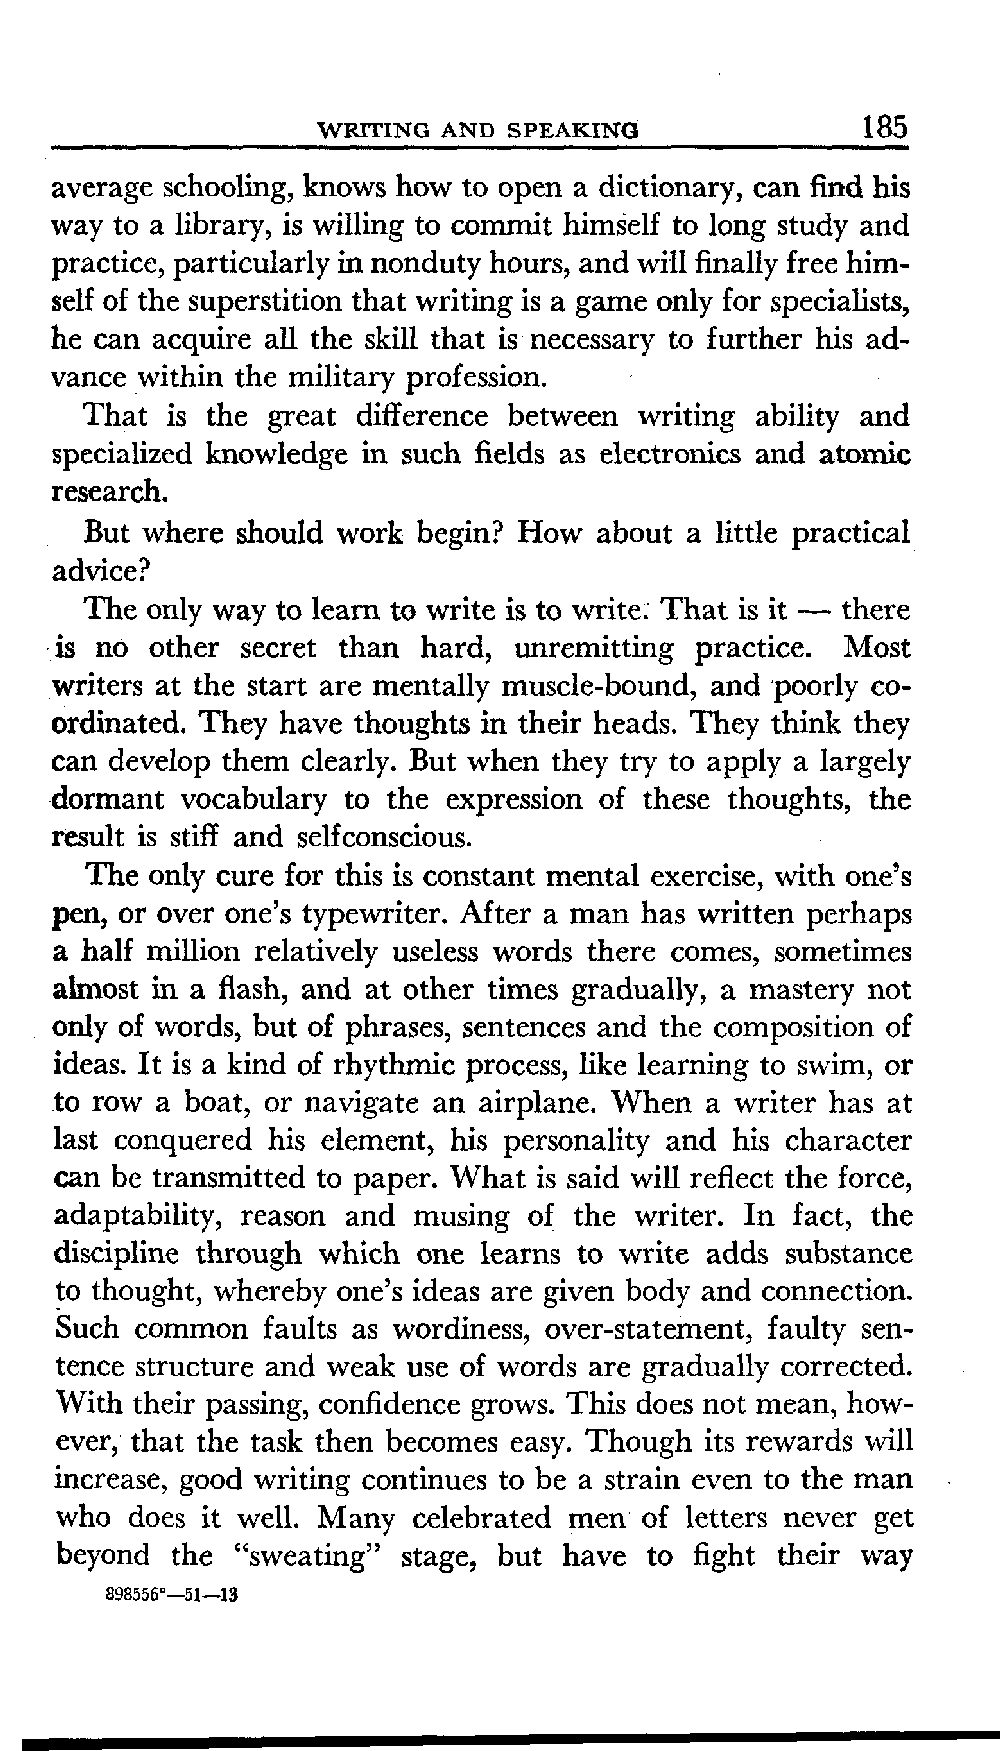 WRITING AND SPEAKING 185
average schooling, knows how to open a dictionary, can find his
way to a library, is willing to commit himself to long study and
practice, particularly in nonduty hours, and will finally free him-
self of the superstition that writing is a game only for specialists,
he can acquire all the skill that is necessary to further his ad-
vance within the military profession.
That is the great difference between writing ability and
specialized knowledge in such fields as electronics and atomic
research.
But where should work begin? How about a little practical
advice?
The only way to learn to write is to write. That is it — there
is no other secret than hard, unremitting practice. Most
writers at the start are mentally muscle-bound, and poorly co-
ordinated. They have thoughts in their heads. They think they
can develop them clearly. But when they try to apply a largely
dormant vocabulary to the expression of these thoughts, the
result is stiff and selfconscious.
The only cure for this is constant mental exercise, with one's
pen, or over one's typewriter. After a man has written perhaps
a half million relatively useless words there comes, sometimes
almost in a flash, and at other times gradually, a mastery not
only of words, but of phrases, sentences and the composition of
ideas. It is a kind of rhythmic process, like learning to swim, or
to row a boat, or navigate an airplane. When a writer has at
last conquered his element, his personality and his character
can be transmitted to paper. What is said will reflect the force,
adaptability, reason and musing of the writer. In fact, the
discipline through which one learns to write adds substance
to thought, whereby one's ideas are given body and connection.
Such common faults as wordiness, over-statement, faulty sen-
tence structure and weak use of words are gradually corrected.
With their passing, confidence grows. This does not mean, how-
ever, that the task then becomes easy. Though its rewards will
increase, good writing continues to be a strain even to the man
who does it well. Many celebrated men of letters never get
beyond the "sweating" stage, but have to fight their way
898556°—51—13